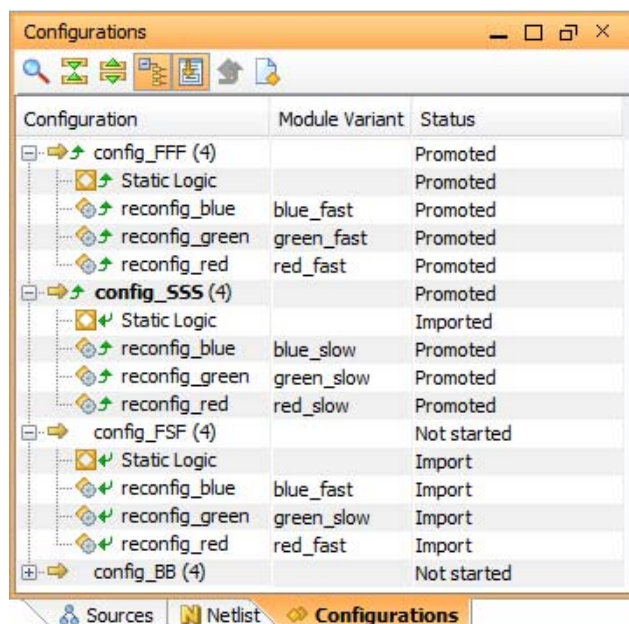 Configurations
Configuration Module Variant Status
config_FFF (4) Promoted
Static Logic Promoted
reconfig_blue blue_fast Promoted
reconfig_green green_fast Promoted
reconfig_red red_fast Promoted
config_SSS (4) Promoted
Static Logic Imported
reconfig_blue blue_slow Promoted
reconfig_green green_slow Promoted
reconfig_red red_slow Promoted
config_FSF (4) Not started
Static Logic Import
reconfig_blue blue_fast Import
reconfig_green green_slow Import
reconfig_red red_fast Import
config_BB (4) Not started
Sources Netlist Configurations